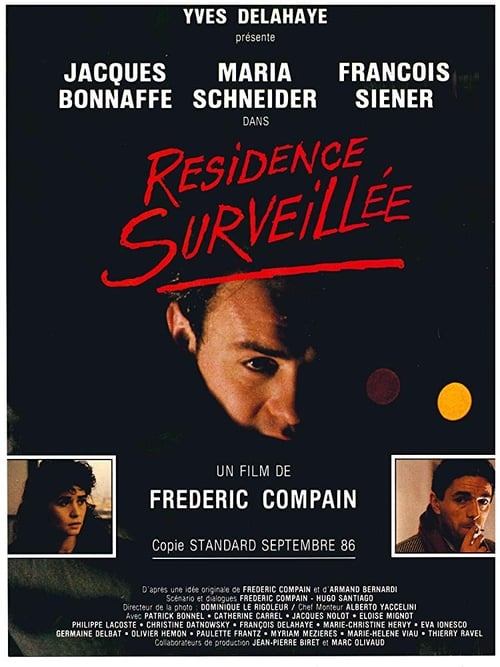 YVES DELAHAYE
présente
JACQUES BONNAFFE
MARIA SCHNEIDER
FRANCOIS SIENER
DANS
RESIDENCE
SURVEILLÉE
UN FILM DE
FREDERIC COMPAIN
Copie STANDARD SEPTEMBRE 86
D'après une idée originale de FREDERIC COMPAIN et d'ARMAND BERNARDI
Scénario et dialogues FREDERIC COMPAIN - HUGO SANTIAGO
Directeur de la photo : DOMINIQUE LE RIGOLEUR / Chef Monteur ALBERTO YACCELINI
Avec PATRICK BONNEL • CATHERINE CARREL • JACQUES NOLOT • ELOISE MIGNOT
PHILIPPE LACOSTE • CHRISTINE DATNOWSKY • FRANÇOIS DELAHAYE • MARIE-CHRISTINE HERVY • EVA IONESCO
GERMAINE DELBAT • OLIVIER HEMON • PAULETTE FRANTZ • MYRIAM MEZIERES • MARIE-HELENE VIAU • THIERRY RAVEL
Collaborateurs de production JEAN-PIERRE BIRET et MARC OLIVAUD